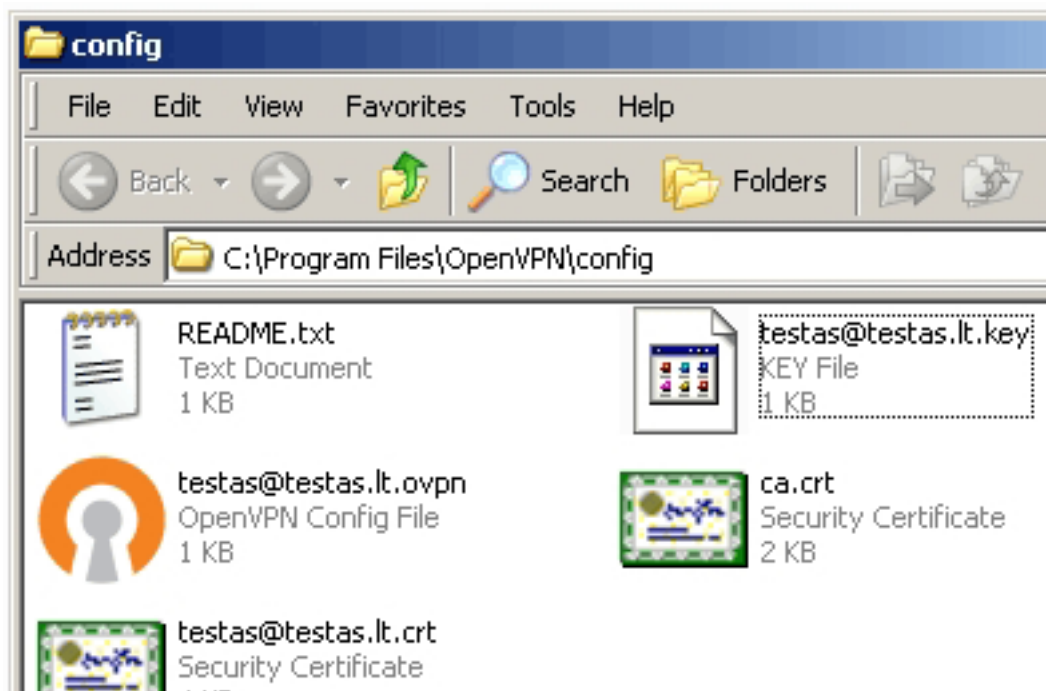 config
File Edit View Favorites Tools Help
Back Search Folders
Address C:\Program Files\OpenVPN\config
README.txt
Text Document
1 KB
testas@testas.lt.key
KEY File
1 KB
testas@testas.lt.ovpn
OpenVPN Config File
1 KB
ca.crt
Security Certificate
2 KB
testas@testas.lt.crt
Security Certificate